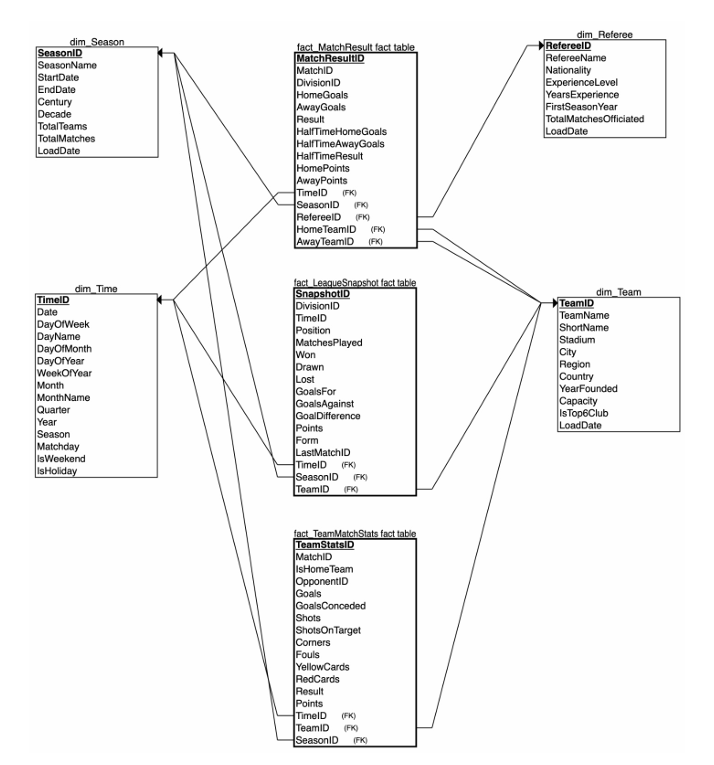 dim_Season
SeasonID
SeasonName
StartDate
EndDate
Century
Decade
TotalTeams
TotalMatches
LoadDate
fact_MatchResult fact table
MatchResultID
MatchID
DivisionID
HomeGoals
AwayGoals
Result
HalfTimeHomeGoals
HalfTimeAwayGoals
HalfTimeResult
HomePoints
AwayPoints
TimeID (FK)
SeasonID (FK)
RefereeID (FK)
HomeTeamID (FK)
AwayTeamID (FK)
dim_Referee
RefereeID
RefereeName
Nationality
ExperienceLevel
YearsExperience
FirstSeasonYear
TotalMatchesOfficiated
LoadDate
dim_Time
TimeID
Date
DayOfWeek
DayName
DayOfMonth
DayOfYear
WeekOfYear
Month
MonthName
Quarter
Year
Season
Matchday
IsWeekend
IsHoliday
fact_LeagueSnapshot fact table
SnapshotID
DivisionID
TimeID
Position
MatchesPlayed
Won
Drawn
Lost
GoalsFor
GoalsAgainst
GoalDifference
Points
Form
LastMatchID
TimeID (FK)
SeasonID (FK)
TeamID (FK)
dim_Team
TeamID
TeamName
ShortName
Stadium
City
Region
Country
YearFounded
Capacity
IsTop6Club
LoadDate
fact_TeamMatchStats fact table
TeamStatsID
MatchID
IsHomeTeam
OpponentID
Goals
GoalsConceded
Shots
ShotsOnTarget
Corners
Fouls
YellowCards
RedCards
Result
Points
TimeID (FK)
TeamID (FK)
SeasonID (FK)